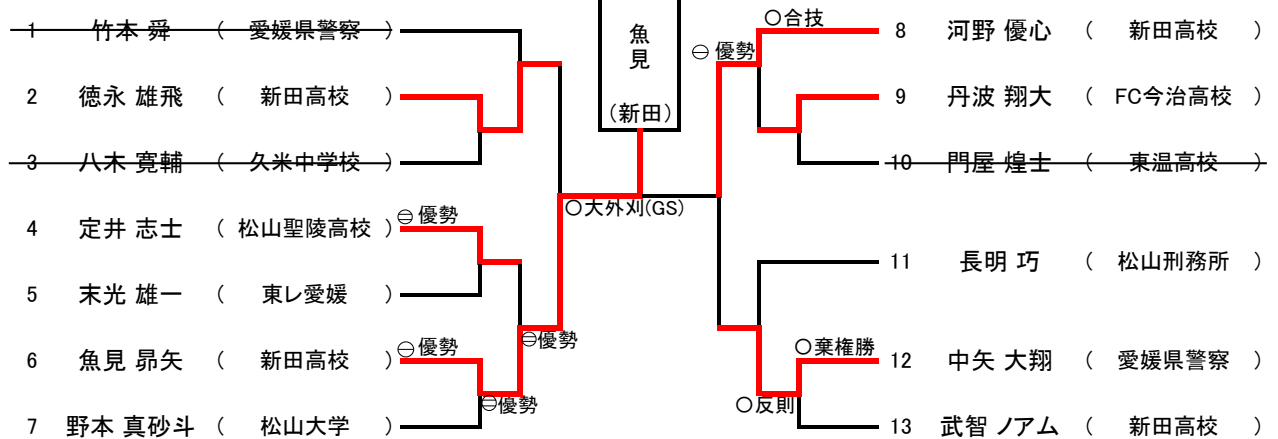 1 竹本 舜 ( 愛媛県警察 )
2 徳永 雄飛 ( 新田高校 )
3 八木 寛輔 ( 久米中学校 )
4 定井 志士 ( 松山聖陵高校 )
⊖優勢
5 末光 雄一 ( 東レ愛媛 )
6 魚見 昴矢 ( 新田高校 )
⊖優勢
⊖優勢
⊖優勢
7 野本 真砂斗 ( 松山大学 )
魚見
(新田)
○大外刈(GS)
○合技
⊖ 優勢
8 河野 優心 ( 新田高校 )
9 丹波 翔大 ( FC今治高校 )
10 門屋 煌士 ( 東温高校 )
11 長明 巧 ( 松山刑務所 )
○棄権勝
12 中矢 大翔 ( 愛媛県警察 )
○反則
13 武智 ノアム ( 新田高校 )